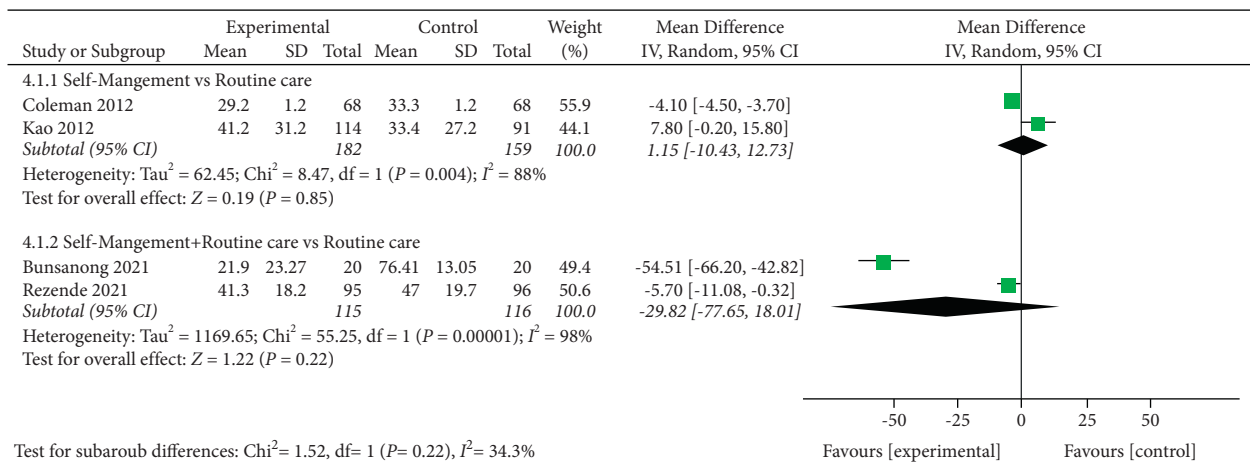 Experimental Control Weight Mean Difference Mean Difference
Study or Subgroup Mean SD Total Mean SD Total (%) IV, Random, 95% CI IV, Random, 95% CI
4.1.1 Self-Mangement vs Routine care
Coleman 2012 29.2 1.2 68 33.3 1.2 68 55.9 -4.10 [-4.50, -3.70]
Kao 2012 41.2 31.2 114 33.4 27.2 91 44.1 7.80 [-0.20, 15.80]
Subtotal (95% CI) 182 159 100.0 1.15 [-10.43, 12.73]
Heterogeneity: Tau² = 62.45; Chi² = 8.47, df = 1 (P = 0.004); I² = 88%
Test for overall effect: Z = 0.19 (P = 0.85)
4.1.2 Self-Mangement+Routine care vs Routine care
Bunsanong 2021 21.9 23.27 20 76.41 13.05 20 49.4 -54.51 [-66.20, -42.82]
Rezende 2021 41.3 18.2 95 47 19.7 96 50.6 -5.70 [-11.08, -0.32]
Subtotal (95% CI) 115 116 100.0 -29.82 [-77.65, 18.01]
Heterogeneity: Tau² = 1169.65; Chi² = 55.25, df = 1 (P = 0.00001); I² = 98%
Test for overall effect: Z = 1.22 (P = 0.22)
-50 -25 0 25 50
Test for subaroub differences: Chi²= 1.52, df= 1 (P= 0.22), I²= 34.3% Favours [experimental] Favours [control]